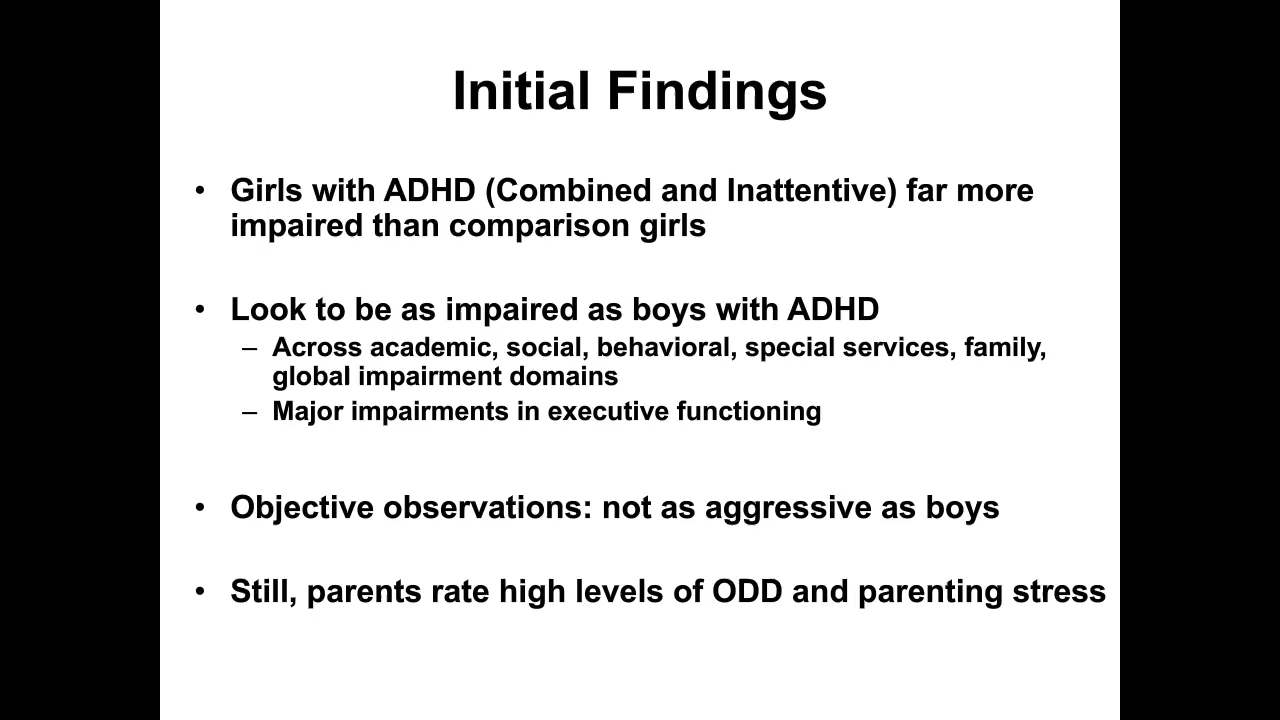 Initial Findings
• Girls with ADHD (Combined and Inattentive) far more
impaired than comparison girls
• Look to be as impaired as boys with ADHD
– Across academic, social, behavioral, special services, family,
global impairment domains
– Major impairments in executive functioning
• Objective observations: not as aggressive as boys
• Still, parents rate high levels of ODD and parenting stress